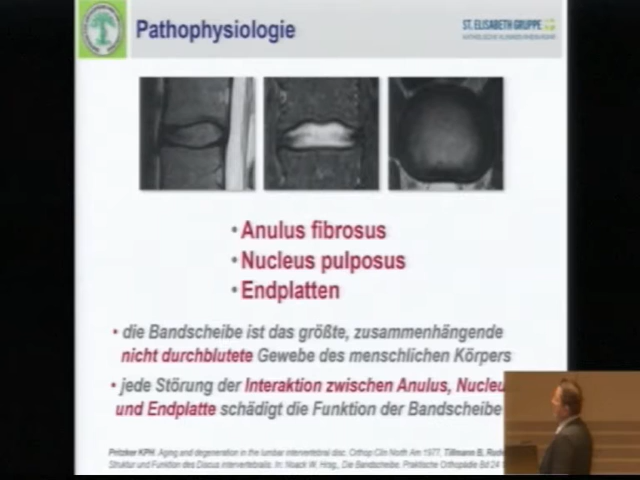 Pathophysiologie
ST. ELISABETH GRUPPE
KATHOLISCHE KLINIKEN RHEIN-RUHR
• Anulus fibrosus
• Nucleus pulposus
• Endplatten
• die Bandscheibe ist das größte, zusammenhängende
nicht durchblutete Gewebe des menschlichen Körpers
• jede Störung der Interaktion zwischen Anulus, Nucleu
und Endplatte schädigt die Funktion der Bandscheibe
Pritzker KPH. Aging and degeneration in the lumbar intervertebral disc. Orthop Clin North Am 1977, Tillmann B, Rud
Struktur und Funktion des Discus intervertebralis. In: Die Bandscheibe. Praktische Orthopädie Bd 24